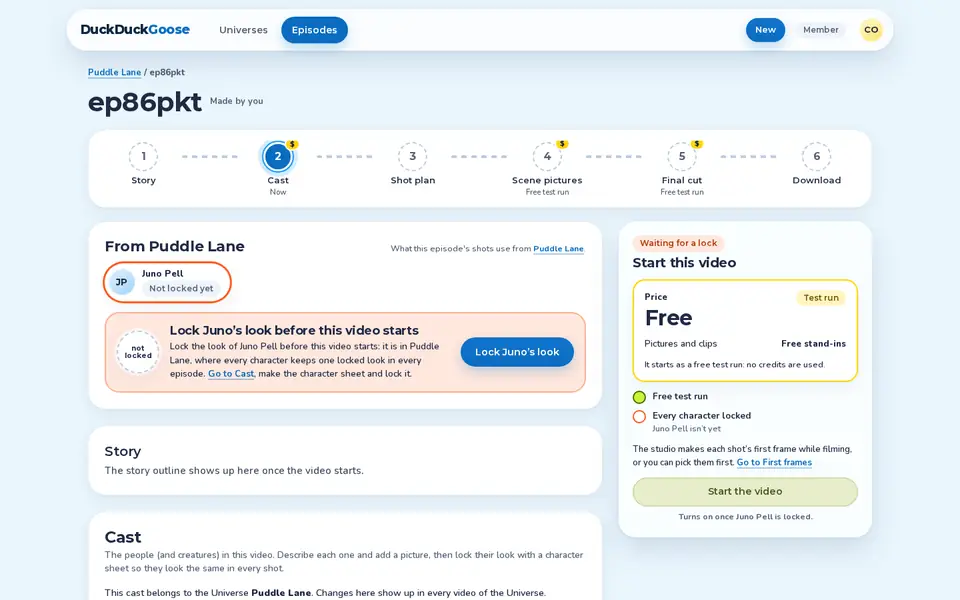 DuckDuckGoose
Universes
Episodes
New
Member
CO
Puddle Lane / ep86pkt
ep86pkt
Made by you
1
Story
$
2
Cast
Now
3
Shot plan
$
4
Scene pictures
Free test run
$
5
Final cut
Free test run
6
Download
From Puddle Lane
What this episode's shots use from Puddle Lane.
JP
Juno Pell
Not locked yet
not
locked
Lock Juno's look before this video starts
Lock the look of Juno Pell before this video starts: it is in Puddle
Lane, where every character keeps one locked look in every
episode. Go to Cast, make the character sheet and lock it.
Lock Juno's look
Story
The story outline shows up here once the video starts.
Cast
The people (and creatures) in this video. Describe each one and add a picture, then lock their look with a character
sheet so they look the same in every shot.
This cast belongs to the Universe Puddle Lane. Changes here show up in every video of the Universe.
Waiting for a lock
Start this video
Price
Test run
Free
Pictures and clips
Free stand-ins
It starts as a free test run: no credits are used.
Free test run
Every character locked
Juno Pell isn't yet
The studio makes each shot's first frame while filming,
or you can pick them first. Go to First frames
Start the video
Turns on once Juno Pell is locked.